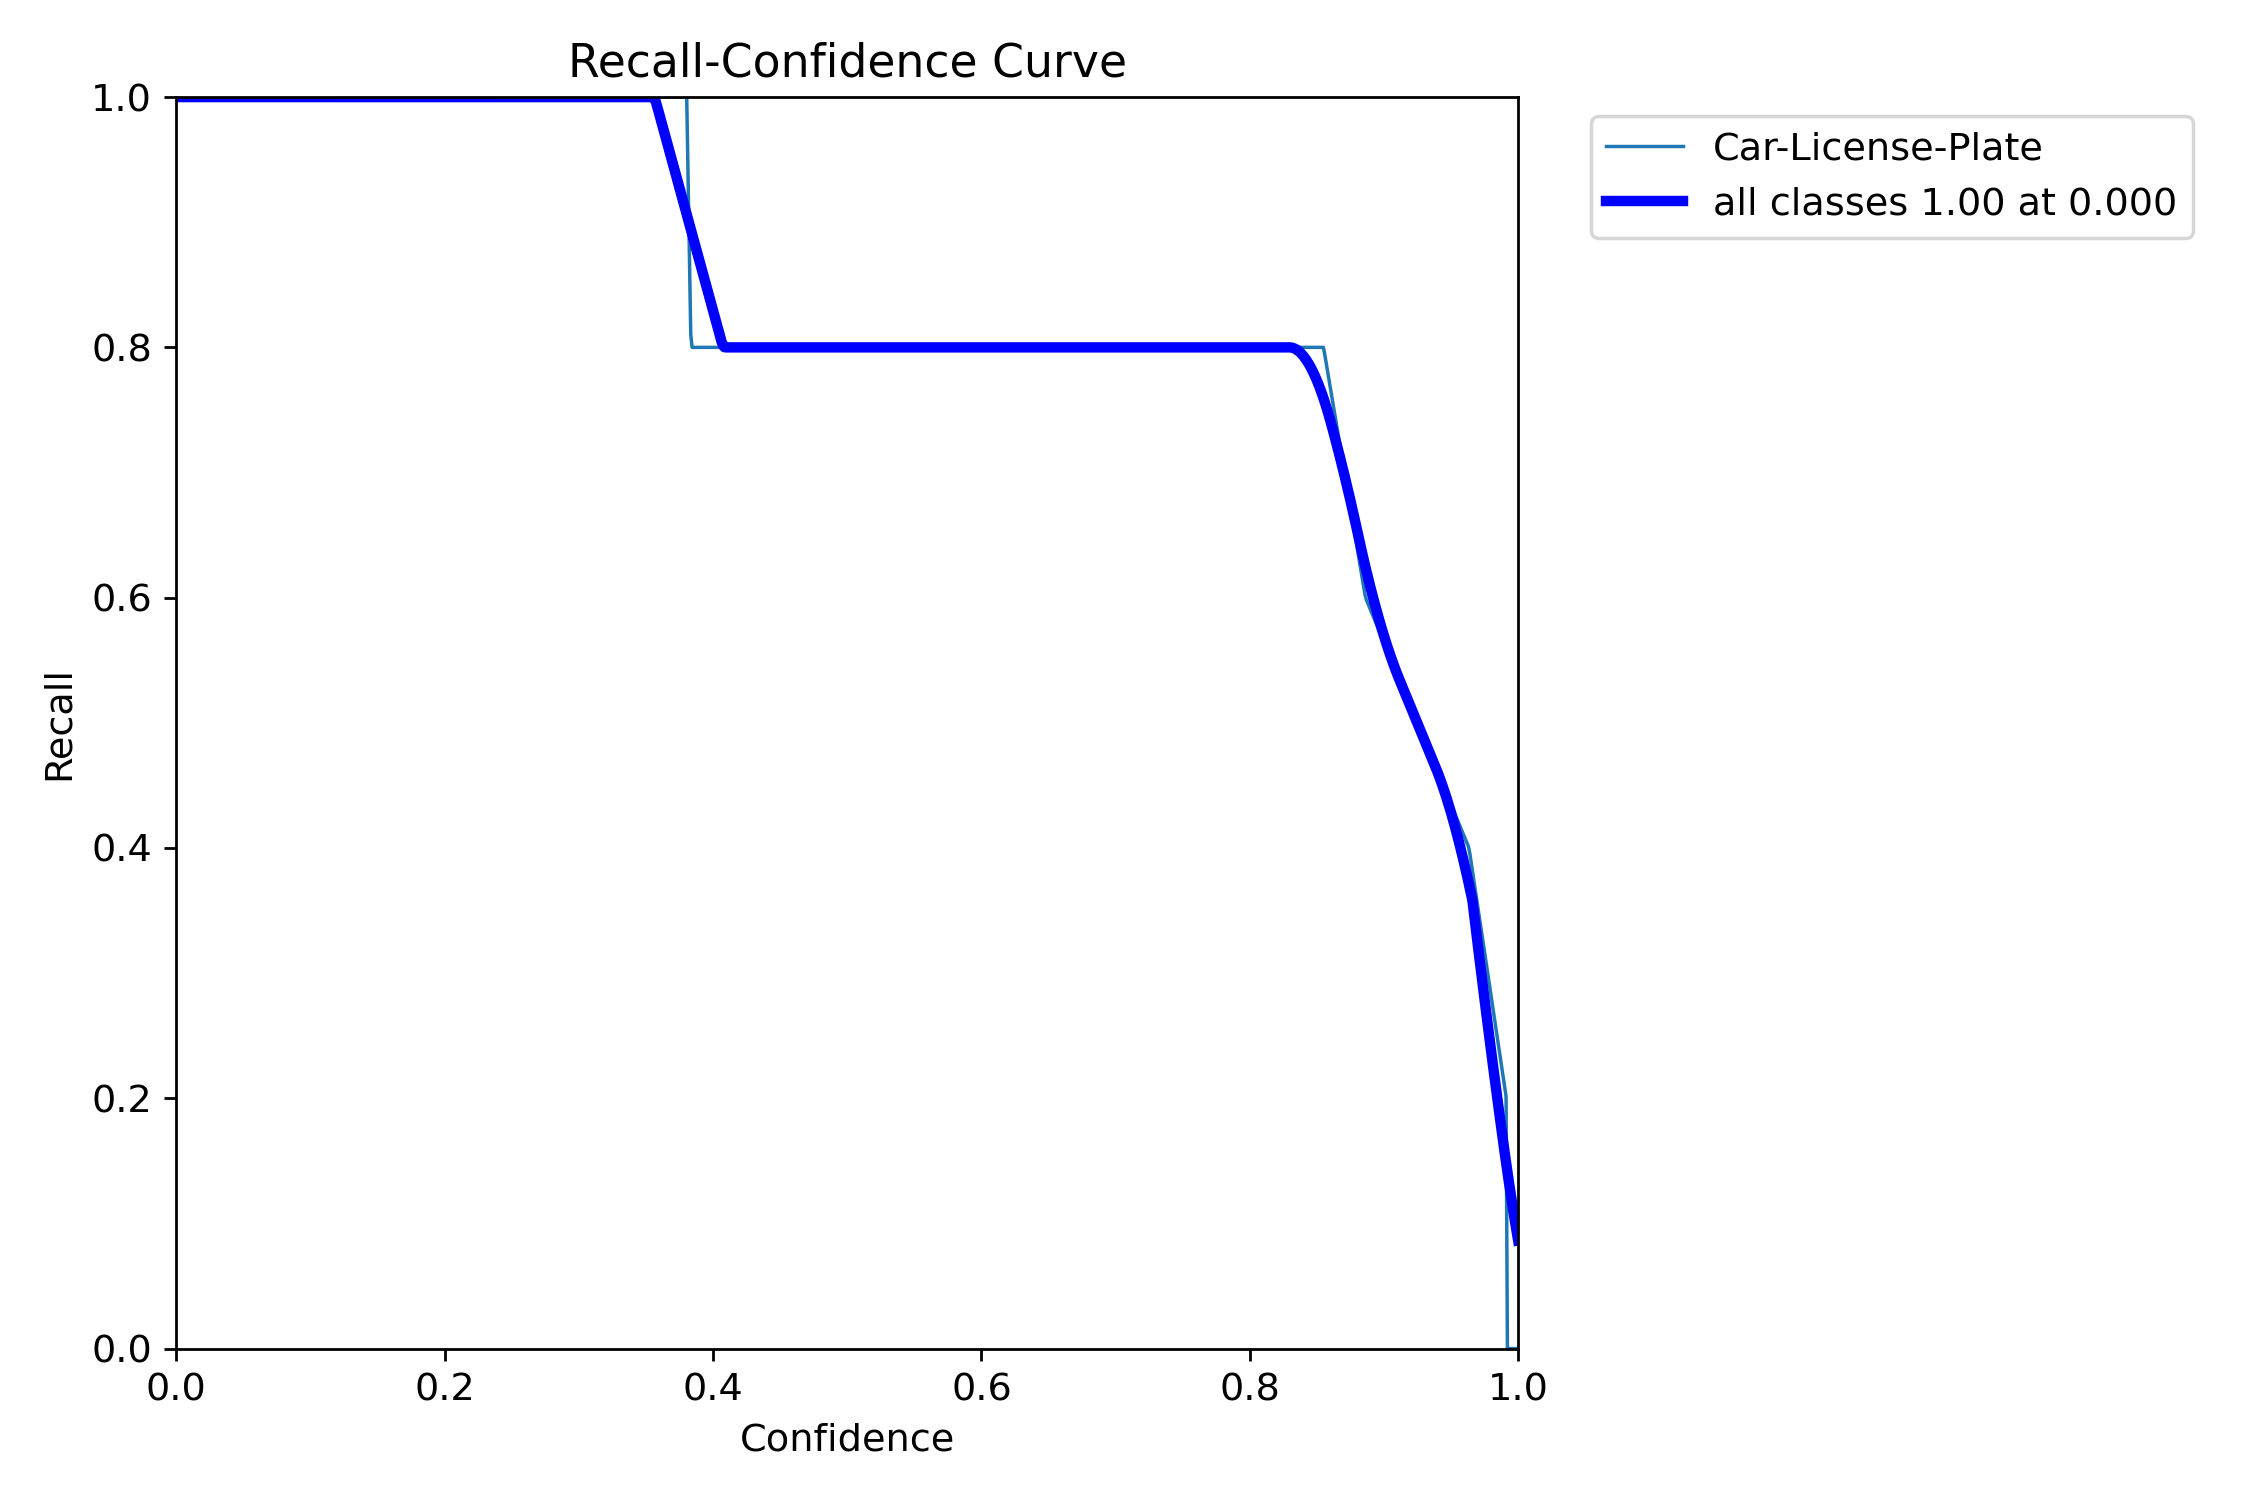 Recall-Confidence Curve
1.0
0.8
0.6
0.4
0.2
0.0
Recall
0.0 0.2 0.4 0.6 0.8 1.0
Confidence
Car-License-Plate
all classes 1.00 at 0.000